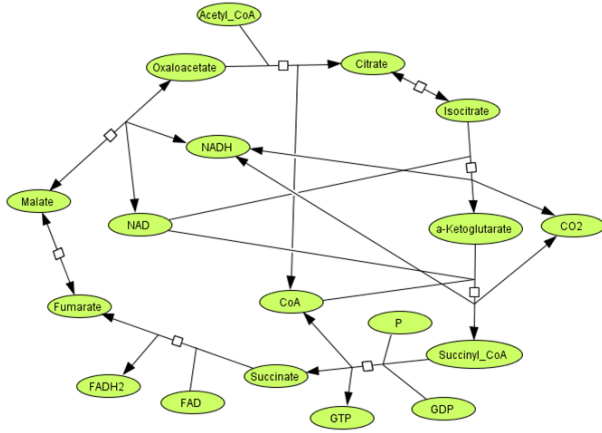 Acetyl_CoA
Oxaloacetate
Citrate
Isocitrate
NADH
Malate
NAD
a-Ketoglutarate
CO2
Fumarate
CoA
P
Succinyl_CoA
Succinate
FADH2
FAD
GTP
GDP